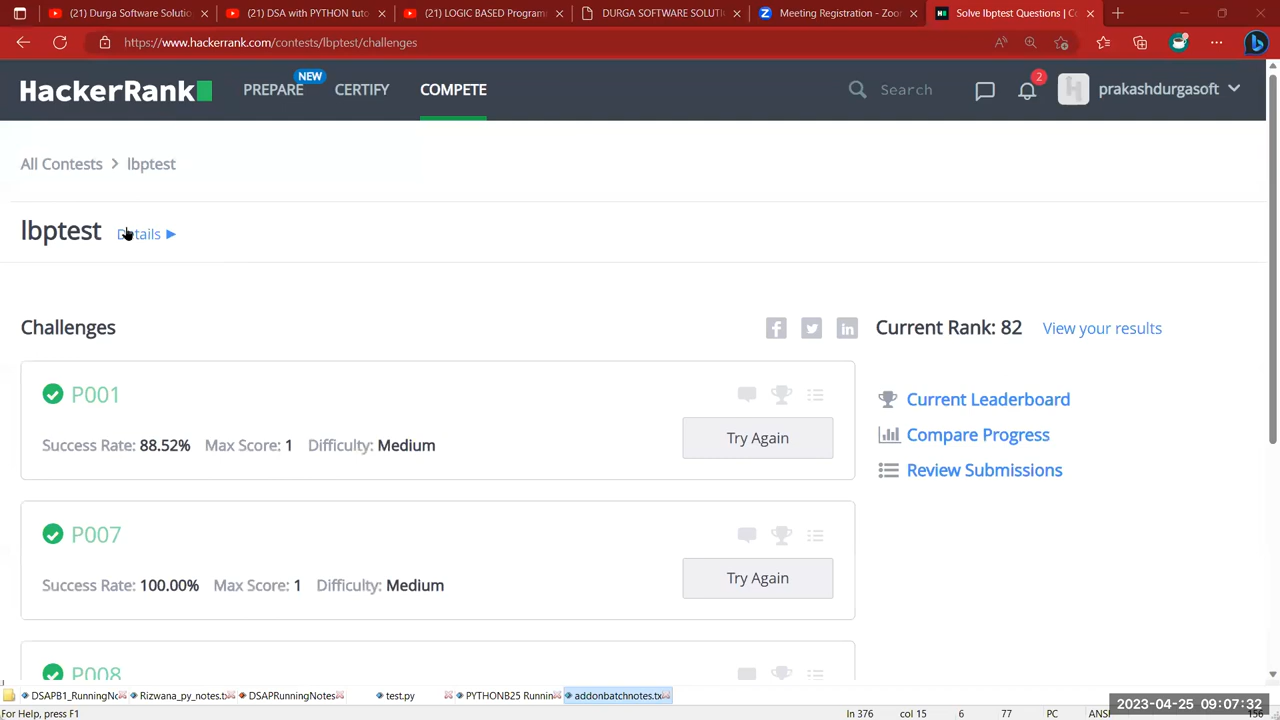 (21) Durga Software Solutio
(21) DSA with PYTHON tuto
(21) LOGIC BASED Program
DURGA SOFTWARE SOLUTI
Meeting Registration - Zoo
Solve lbptest Questions | C
https://www.hackerrank.com/contests/lbptest/challenges
HackerRank
PREPARE
NEW
CERTIFY
COMPETE
Search
2
prakashdurgasoft
All Contests > lbptest
lbptest
Details
Challenges
Current Rank: 82
View your results
P001
Success Rate: 88.52% Max Score: 1 Difficulty: Medium
Try Again
Current Leaderboard
Compare Progress
Review Submissions
P007
Success Rate: 100.00% Max Score: 1 Difficulty: Medium
Try Again
P008
DSAPB1_RunningNo
Rizwana_py_notes.tx
DSAPRunningNotes
test.py
PYTHONB25 Runnin
addonbatchnotes.tx
2023-04-25 09:07:32
For Help, press F1
ln 376
col 15
6
77
PC
ANSI
156